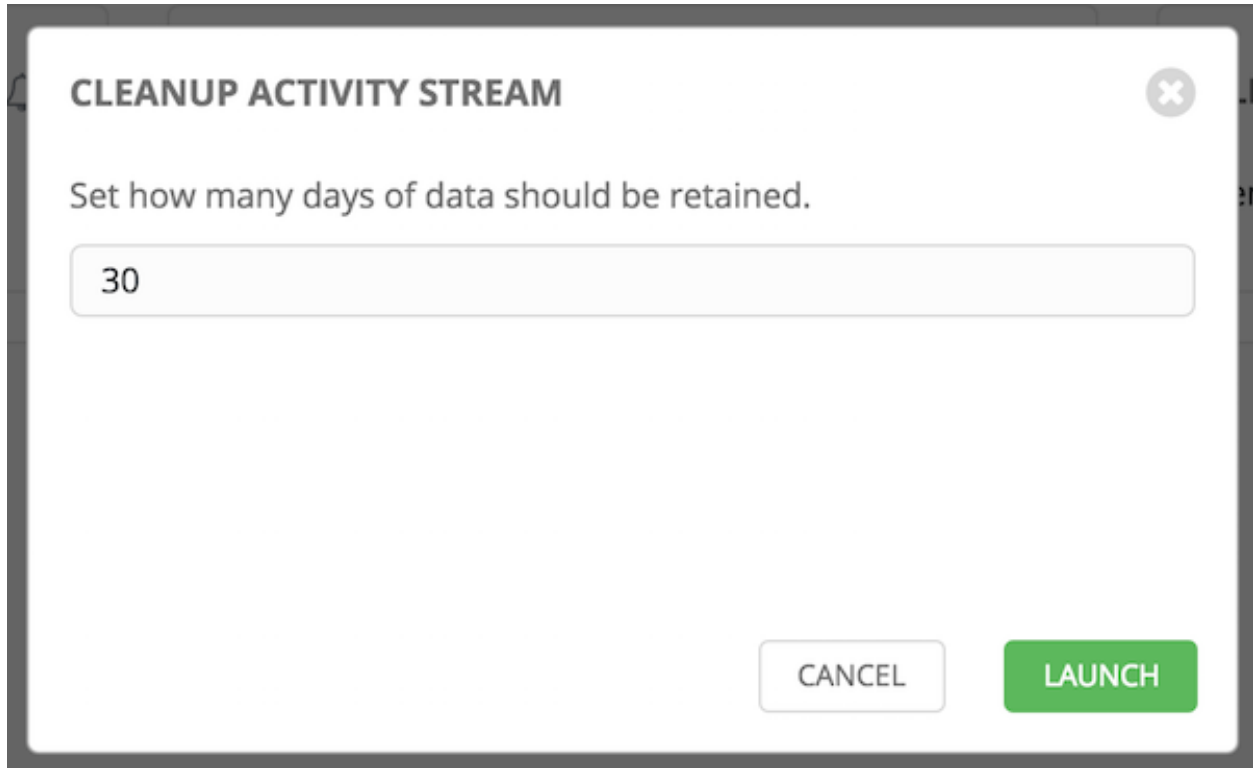 CLEANUP ACTIVITY STREAM
Set how many days of data should be retained.
30
CANCEL
LAUNCH